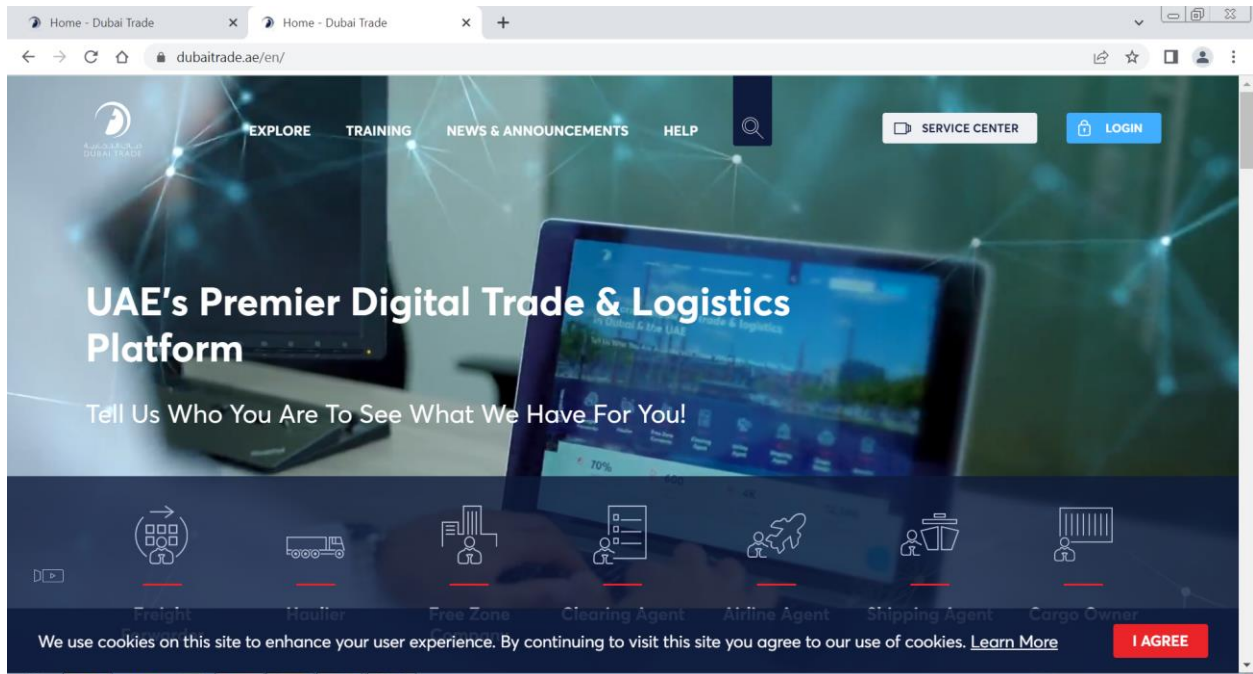 Home - Dubai Trade
Home - Dubai Trade
dubaitrade.ae/en/
DUBAI TRADE
EXPLORE
TRAINING
NEWS & ANNOUNCEMENTS
HELP
SERVICE CENTER
LOGIN
UAE's Premier Digital Trade & Logistics
Platform
Tell Us Who You Are To See What We Have For You!
70%
Freight
Haulier
Free Zone
Clearing Agent
Airline Agent
Shipping Agent
Cargo Owner
We use cookies on this site to enhance your user experience. By continuing to visit this site you agree to our use of cookies. Learn More
I AGREE